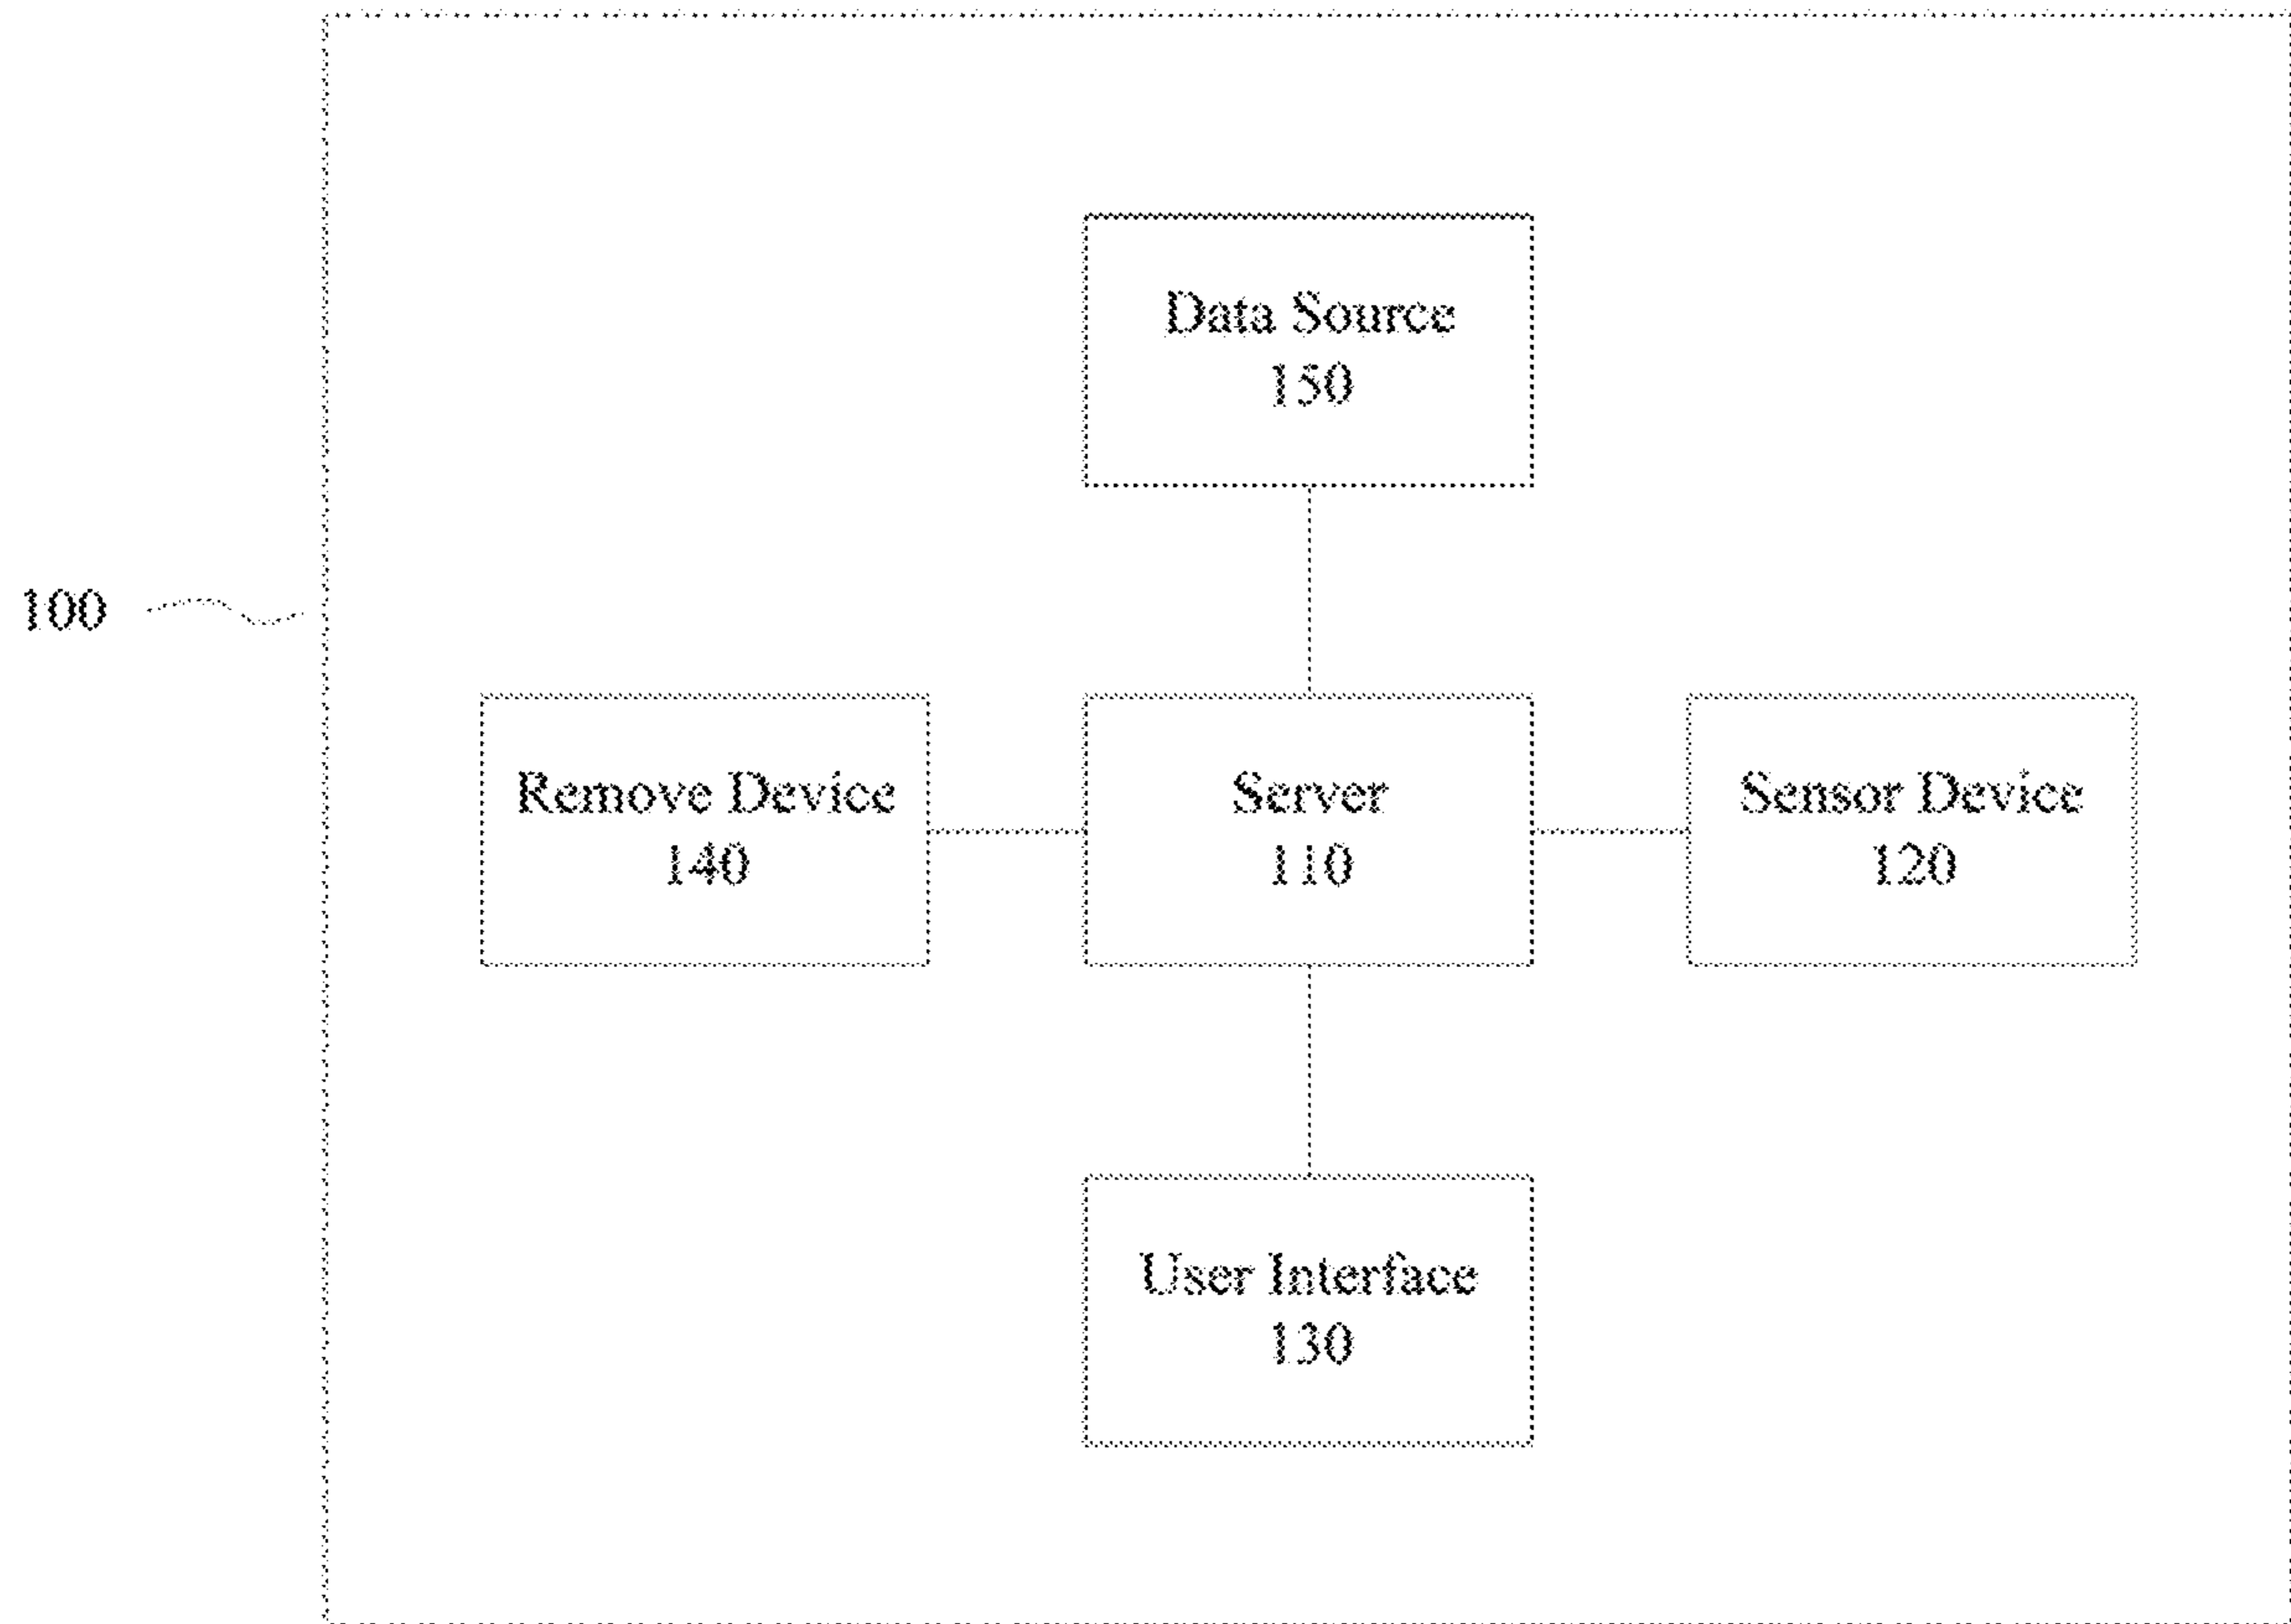 Data Source
150
100
Remove Device
140
Server
110
Sensor Device
120
User Interface
130